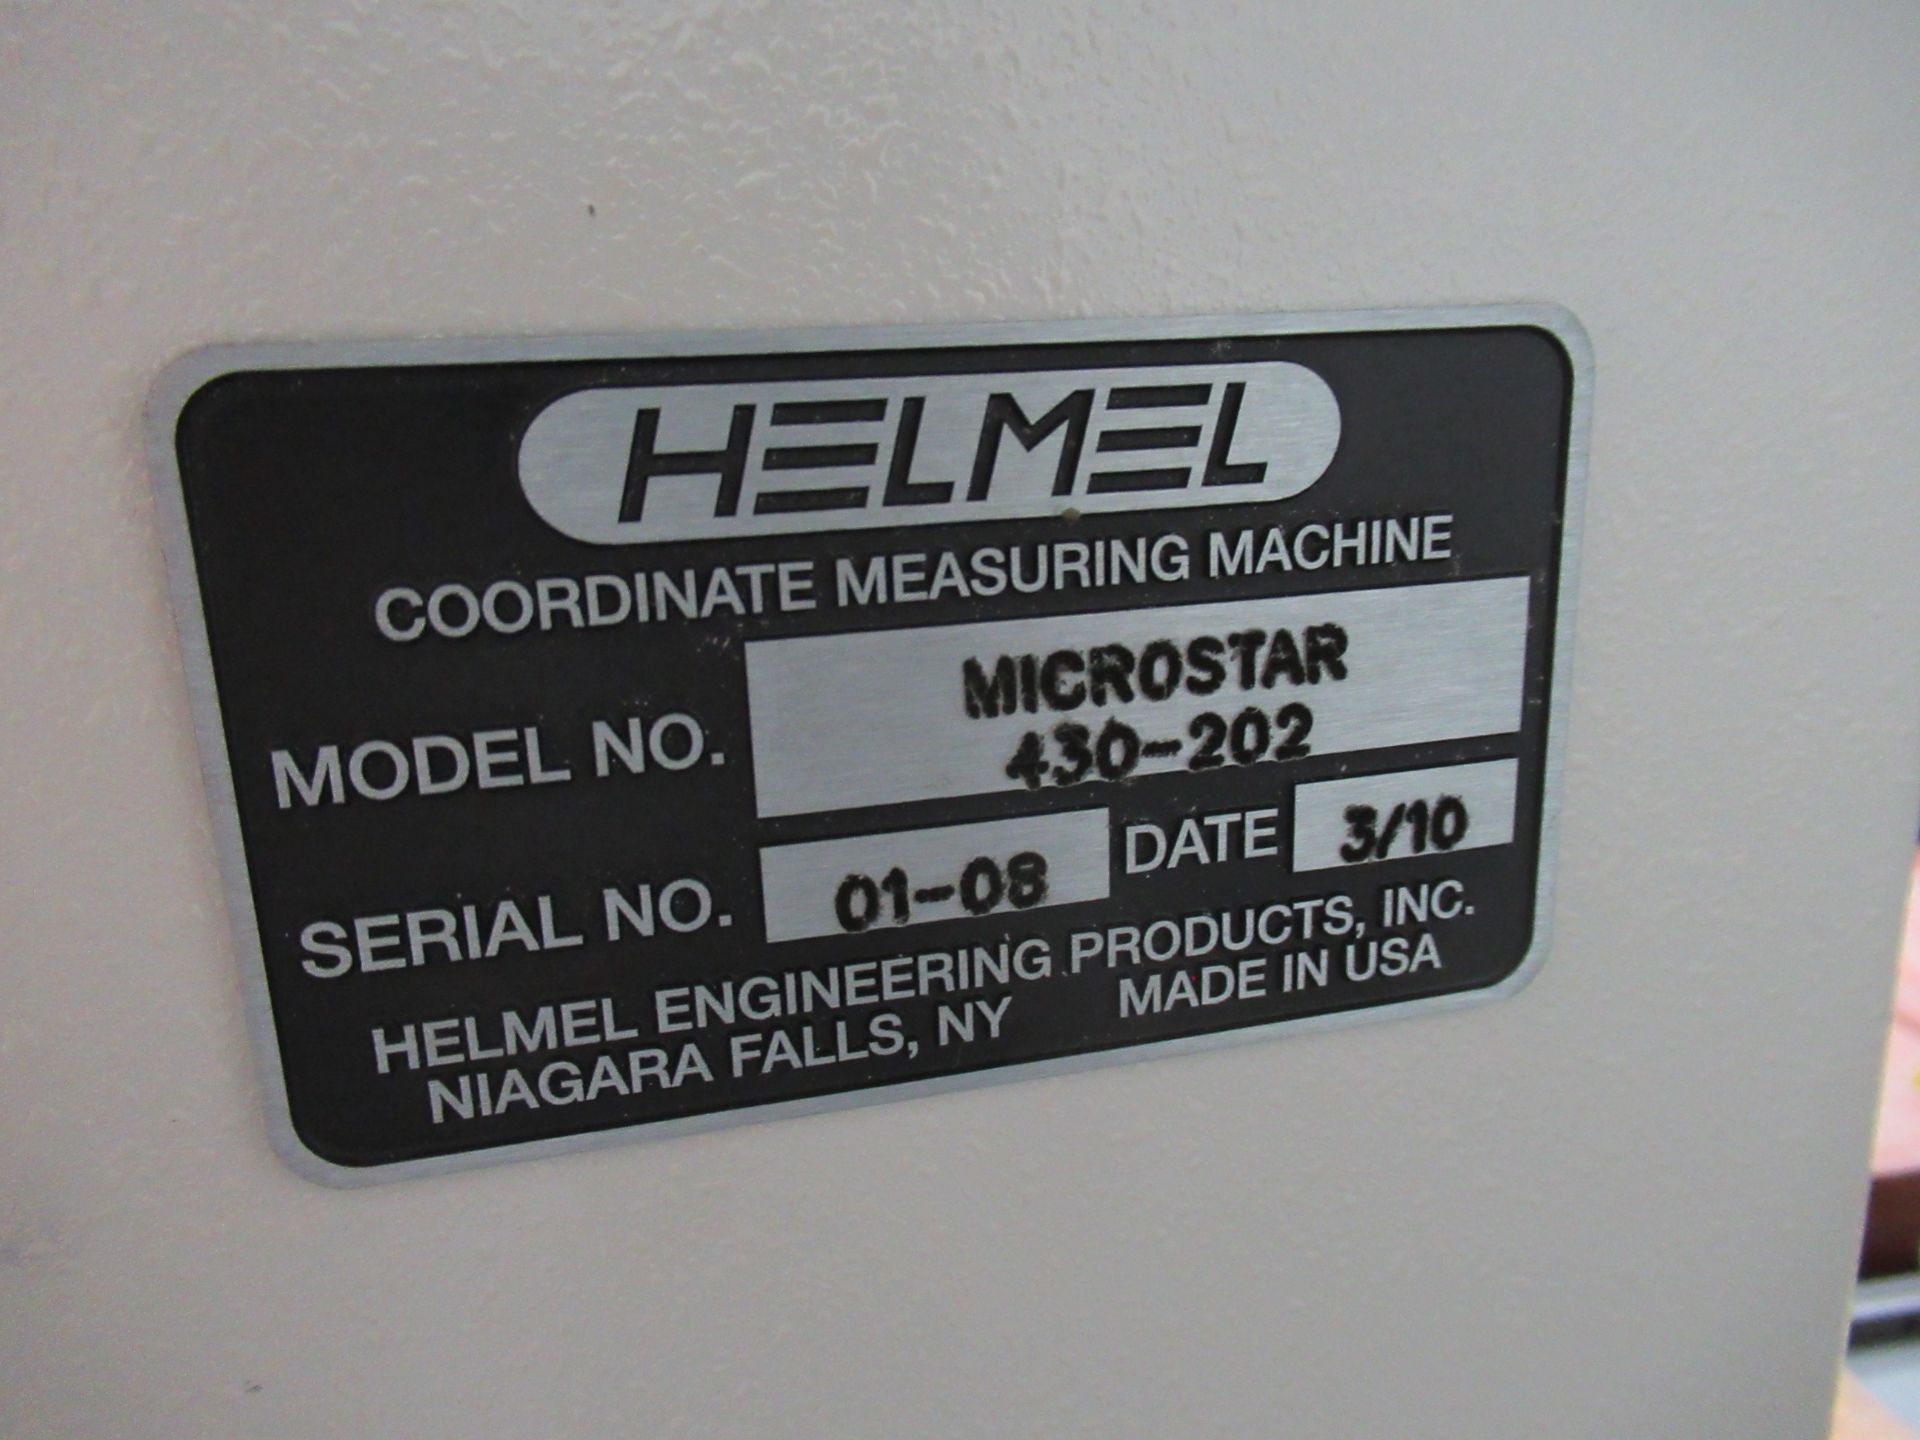 HELMEL
COORDINATE MEASURING MACHINE
MODEL NO. MICROSTAR
430-202
SERIAL NO. 01-08 DATE 3/10
HELMEL ENGINEERING PRODUCTS, INC.
NIAGARA FALLS, NY MADE IN USA